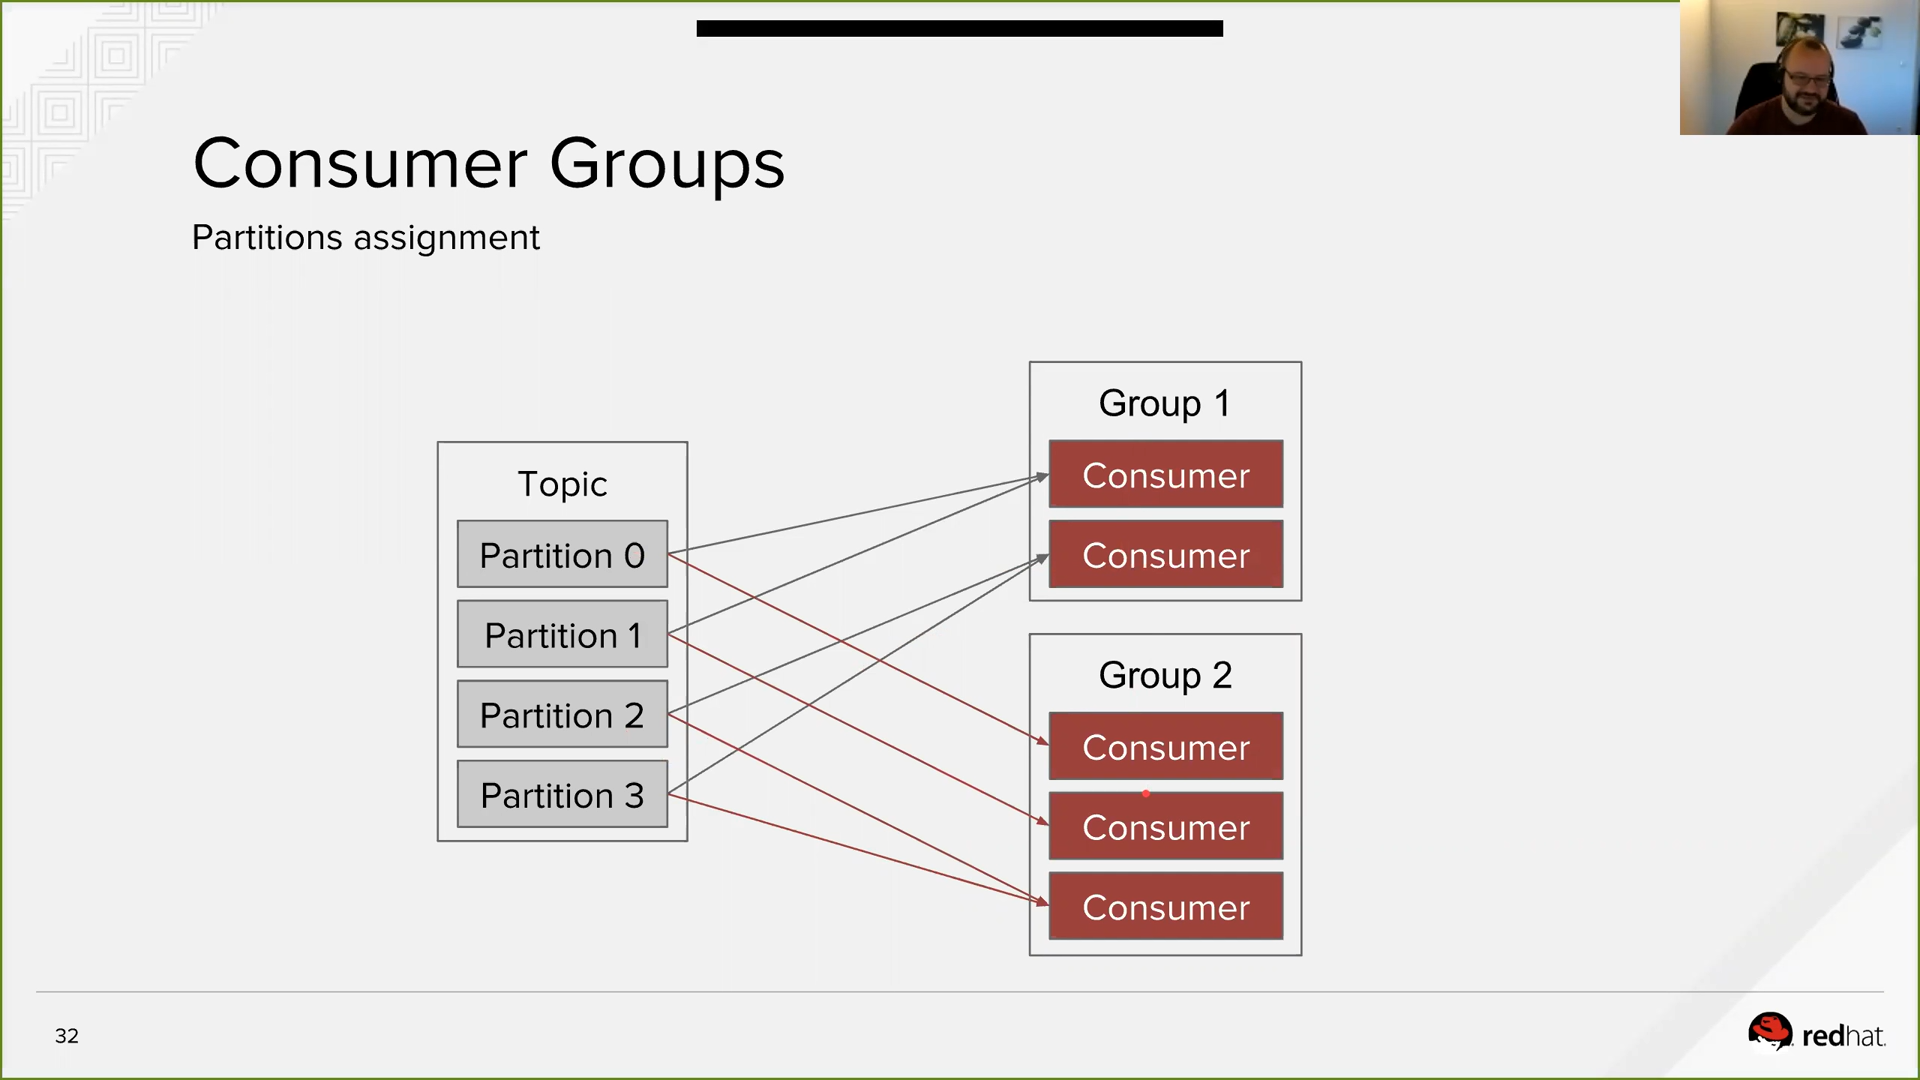 Consumer Groups
Partitions assignment
Topic
Partition 0
Partition 1
Partition 2
Partition 3
Group 1
Consumer
Consumer
Group 2
Consumer
Consumer
Consumer
32
redhat.